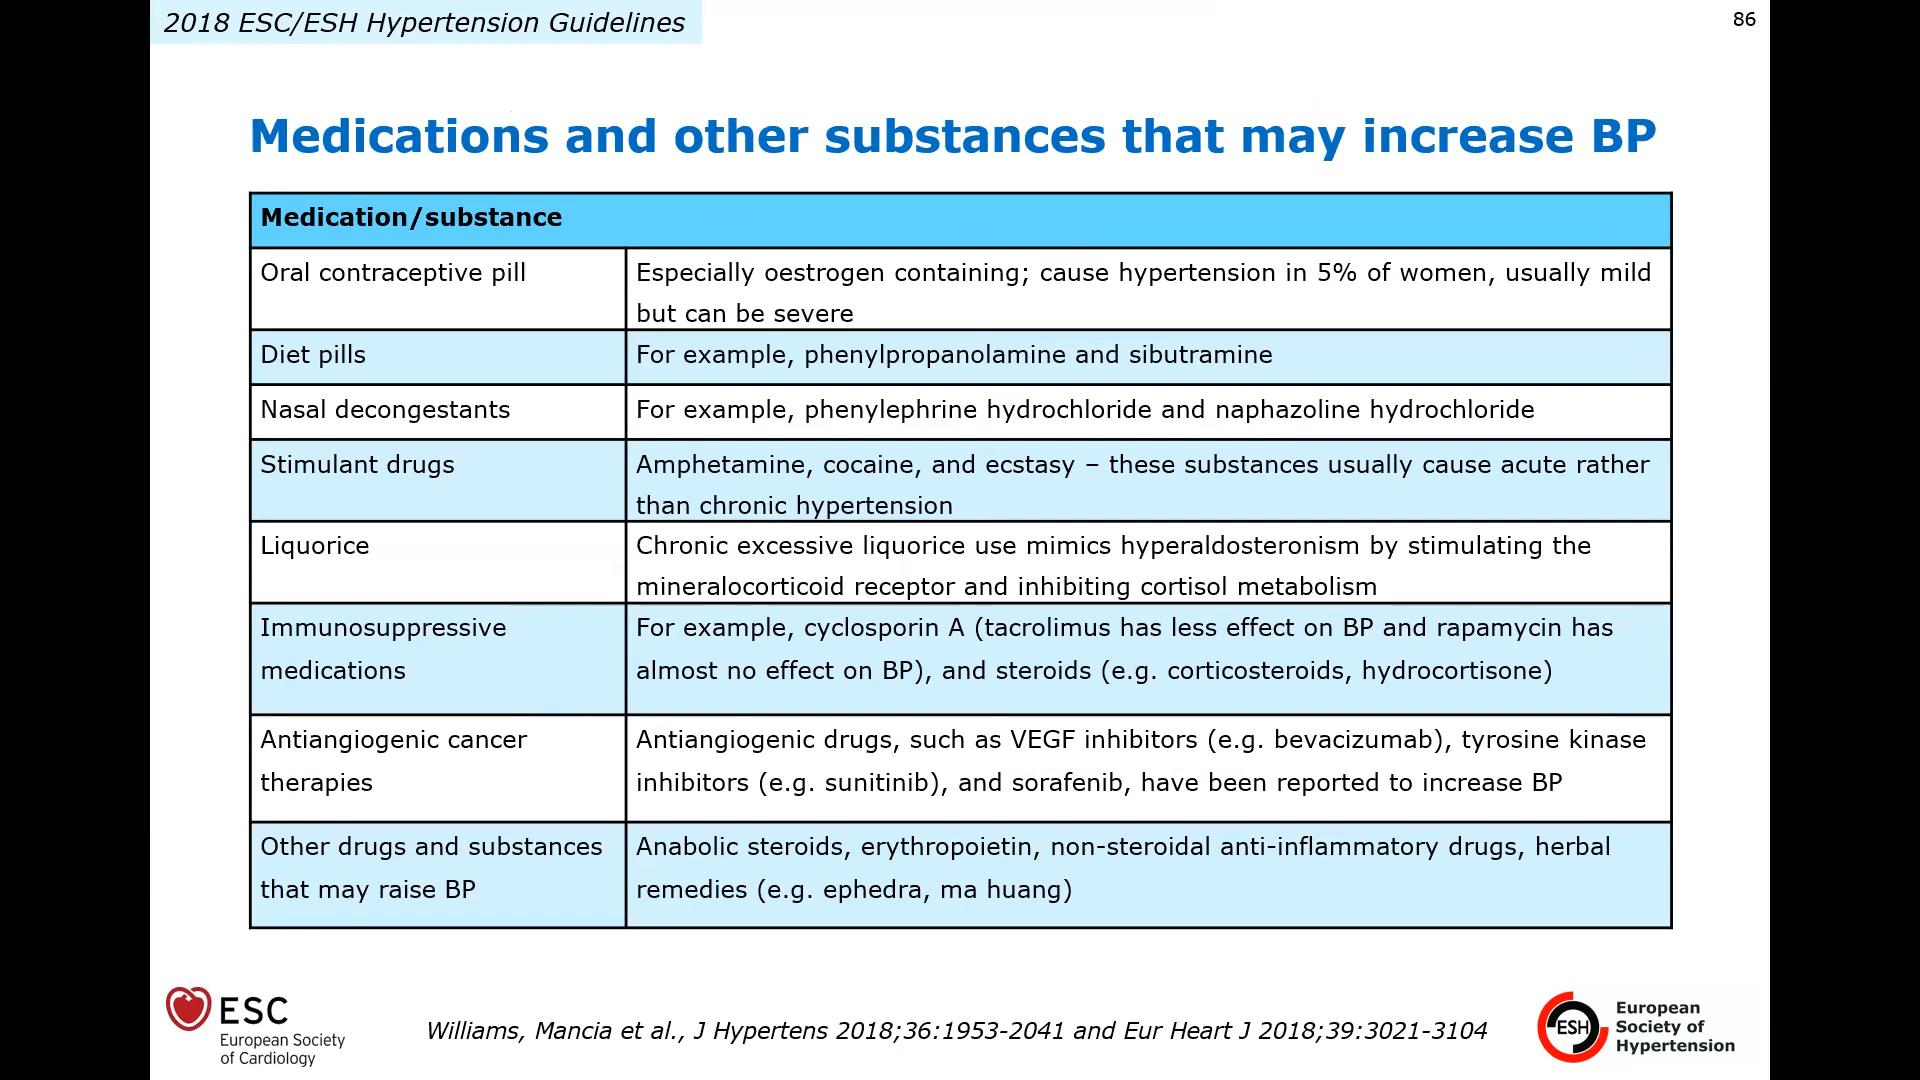 2018 ESC/ESH Hypertension Guidelines
86
Medications and other substances that may increase BP
Medication/substance
Oral contraceptive pill
Especially oestrogen containing; cause hypertension in 5% of women, usually mild
but can be severe
Diet pills
For example, phenylpropanolamine and sibutramine
Nasal decongestants
For example, phenylephrine hydrochloride and naphazoline hydrochloride
Stimulant drugs
Amphetamine, cocaine, and ecstasy – these substances usually cause acute rather
than chronic hypertension
Liquorice
Chronic excessive liquorice use mimics hyperaldosteronism by stimulating the
mineralocorticoid receptor and inhibiting cortisol metabolism
Immunosuppressive
medications
For example, cyclosporin A (tacrolimus has less effect on BP and rapamycin has
almost no effect on BP), and steroids (e.g. corticosteroids, hydrocortisone)
Antiangiogenic cancer
therapies
Antiangiogenic drugs, such as VEGF inhibitors (e.g. bevacizumab), tyrosine kinase
inhibitors (e.g. sunitinib), and sorafenib, have been reported to increase BP
Other drugs and substances
that may raise BP
Anabolic steroids, erythropoietin, non-steroidal anti-inflammatory drugs, herbal
remedies (e.g. ephedra, ma huang)
ESC
European Society
of Cardiology
Williams, Mancia et al., J Hypertens 2018;36:1953-2041 and Eur Heart J 2018;39:3021-3104
ESH
European
Society of
Hypertension